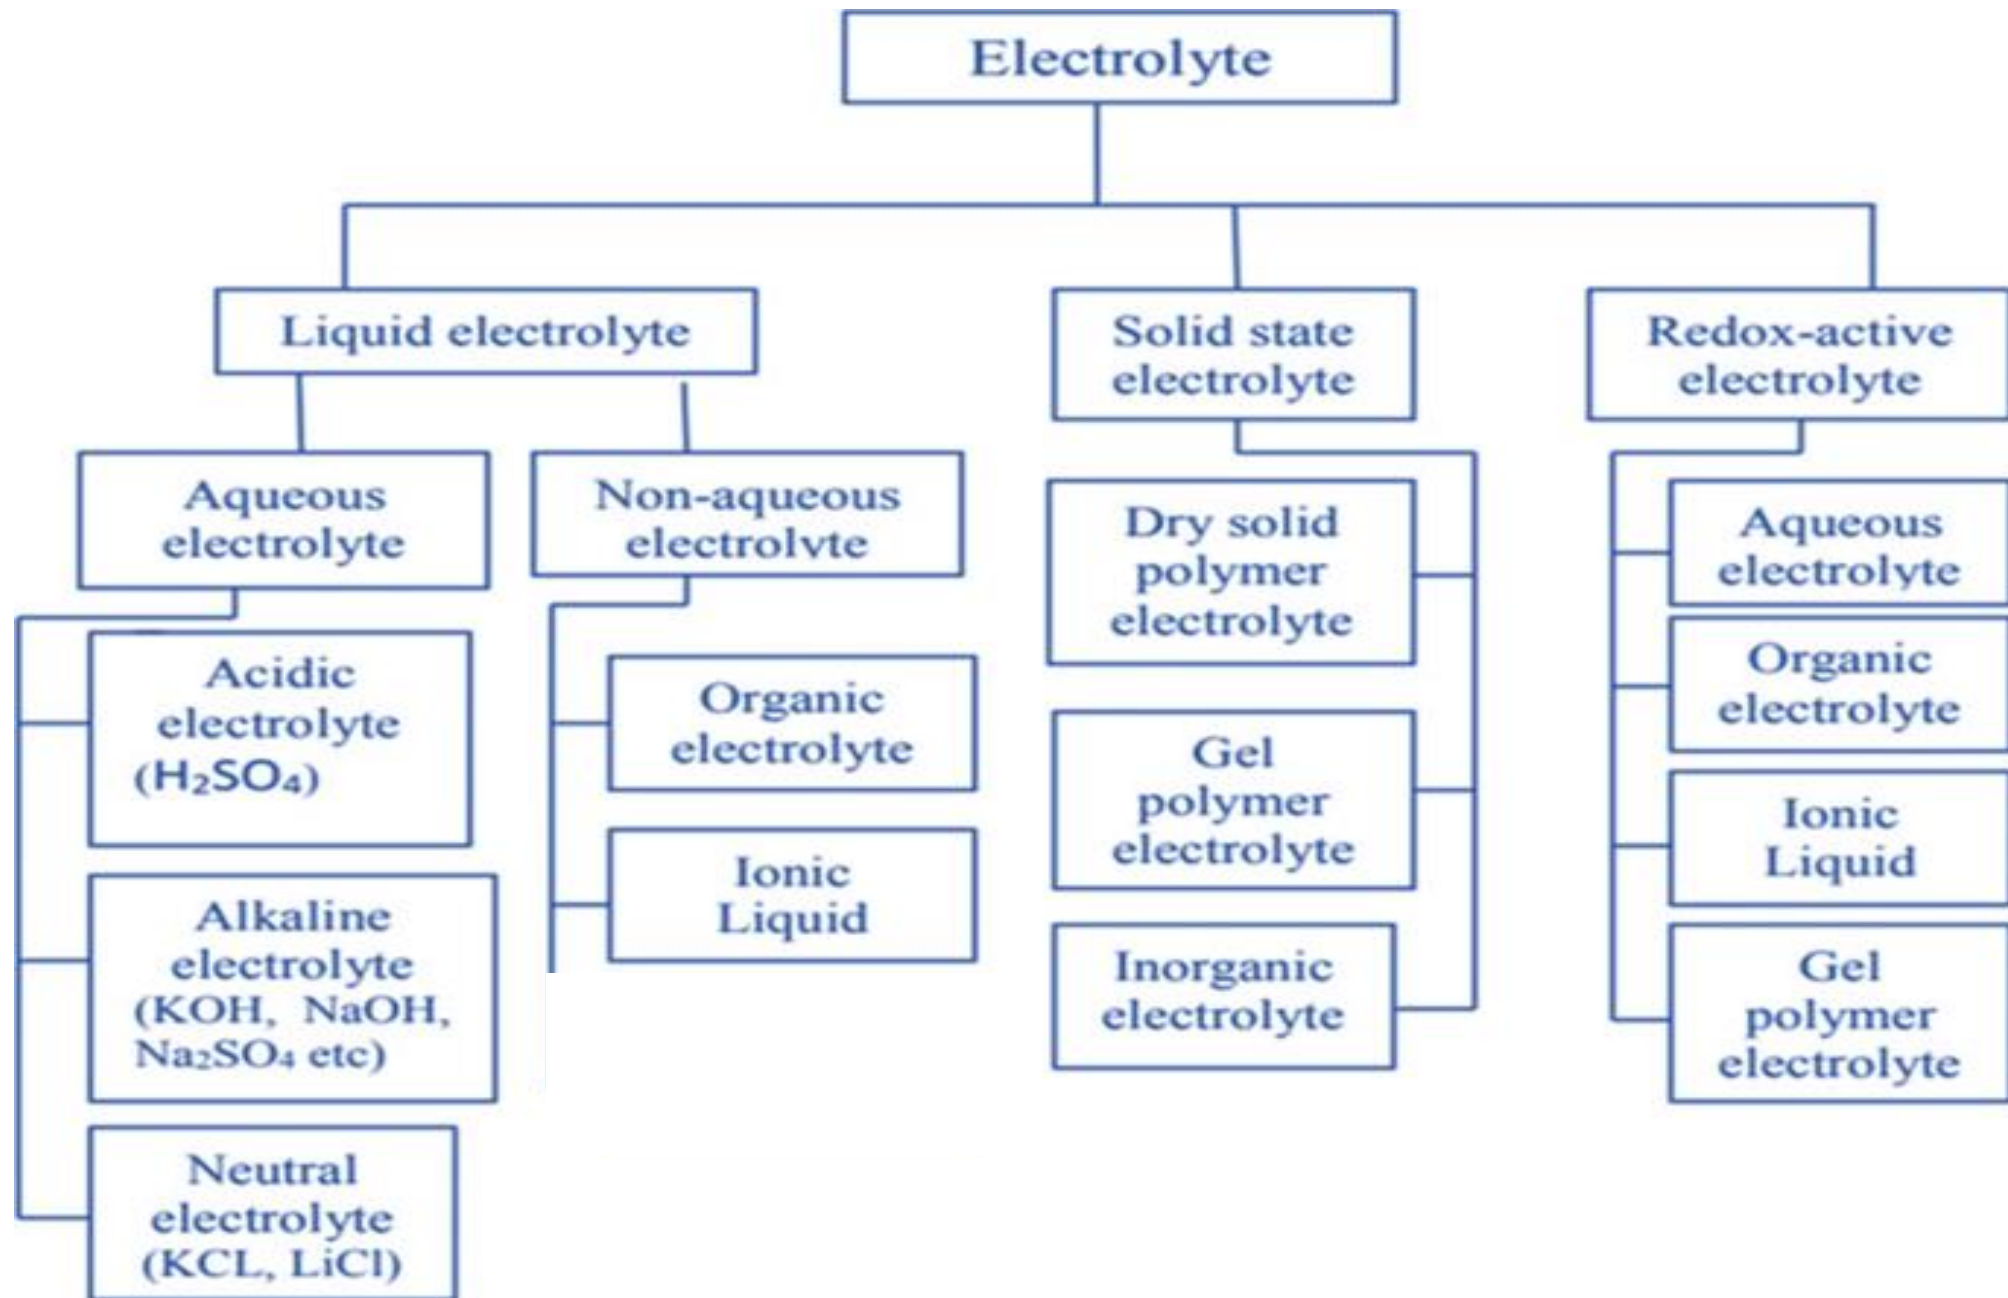 Electrolyte
Liquid electrolyte
Solid state
electrolyte
Redox-active
electrolyte
Aqueous
electrolyte
Non-aqueous
electrolvte
Acidic
electrolyte
(H₂SO₄)
Alkaline
electrolyte
(KOH, NaOH,
Na₂SO₄ etc)
Neutral
electrolyte
(KCL, LiCl)
Organic
electrolyte
Ionic
Liquid
Dry solid
polymer
electrolyte
Gel
polymer
electrolyte
Inorganic
electrolyte
Aqueous
electrolyte
Organic
electrolyte
Ionic
Liquid
Gel
polymer
electrolyte